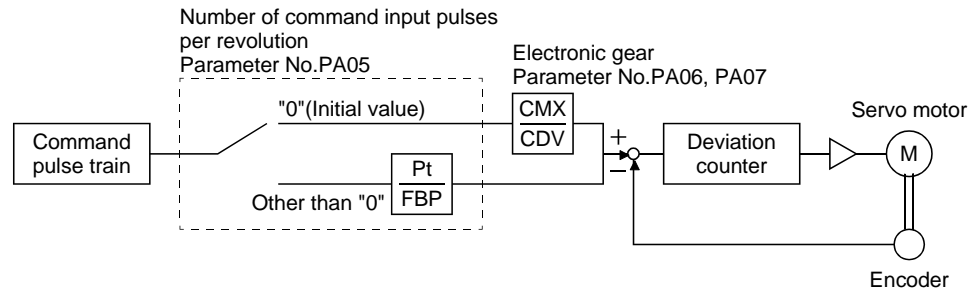 Number of command input pulses
per revolution
Parameter No.PA05
Electronic gear
Parameter No.PA06, PA07
"0"(Initial value)
CMX
CDV
Servo motor
Command
pulse train
+
−
Deviation
counter
M
Other than "0"
Pt
FBP
Encoder